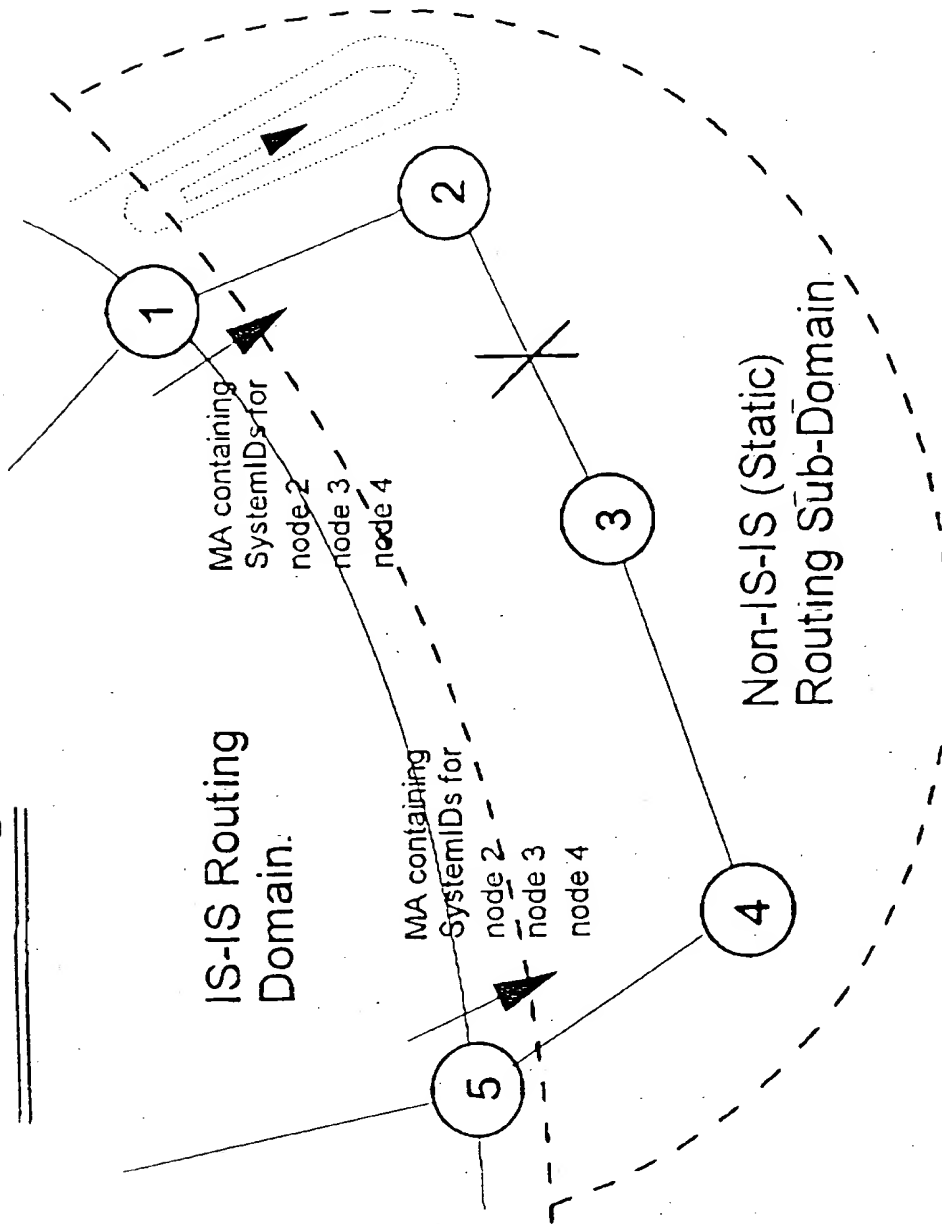 IS-IS Routing
Domain.
MA containing
SystemIDs for
node 2
node 3
node 4
MA containing
SystemIDs for
node 2
node 3
node 4
1
2
3
4
5
Non-IS-IS (Static)
Routing Sub-Domain